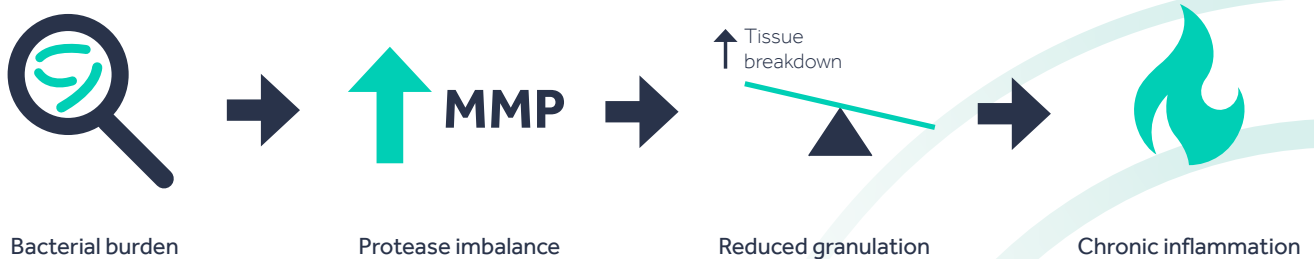 Tissue
breakdown
MMP
Bacterial burden
Protease imbalance
Reduced granulation
Chronic inflammation